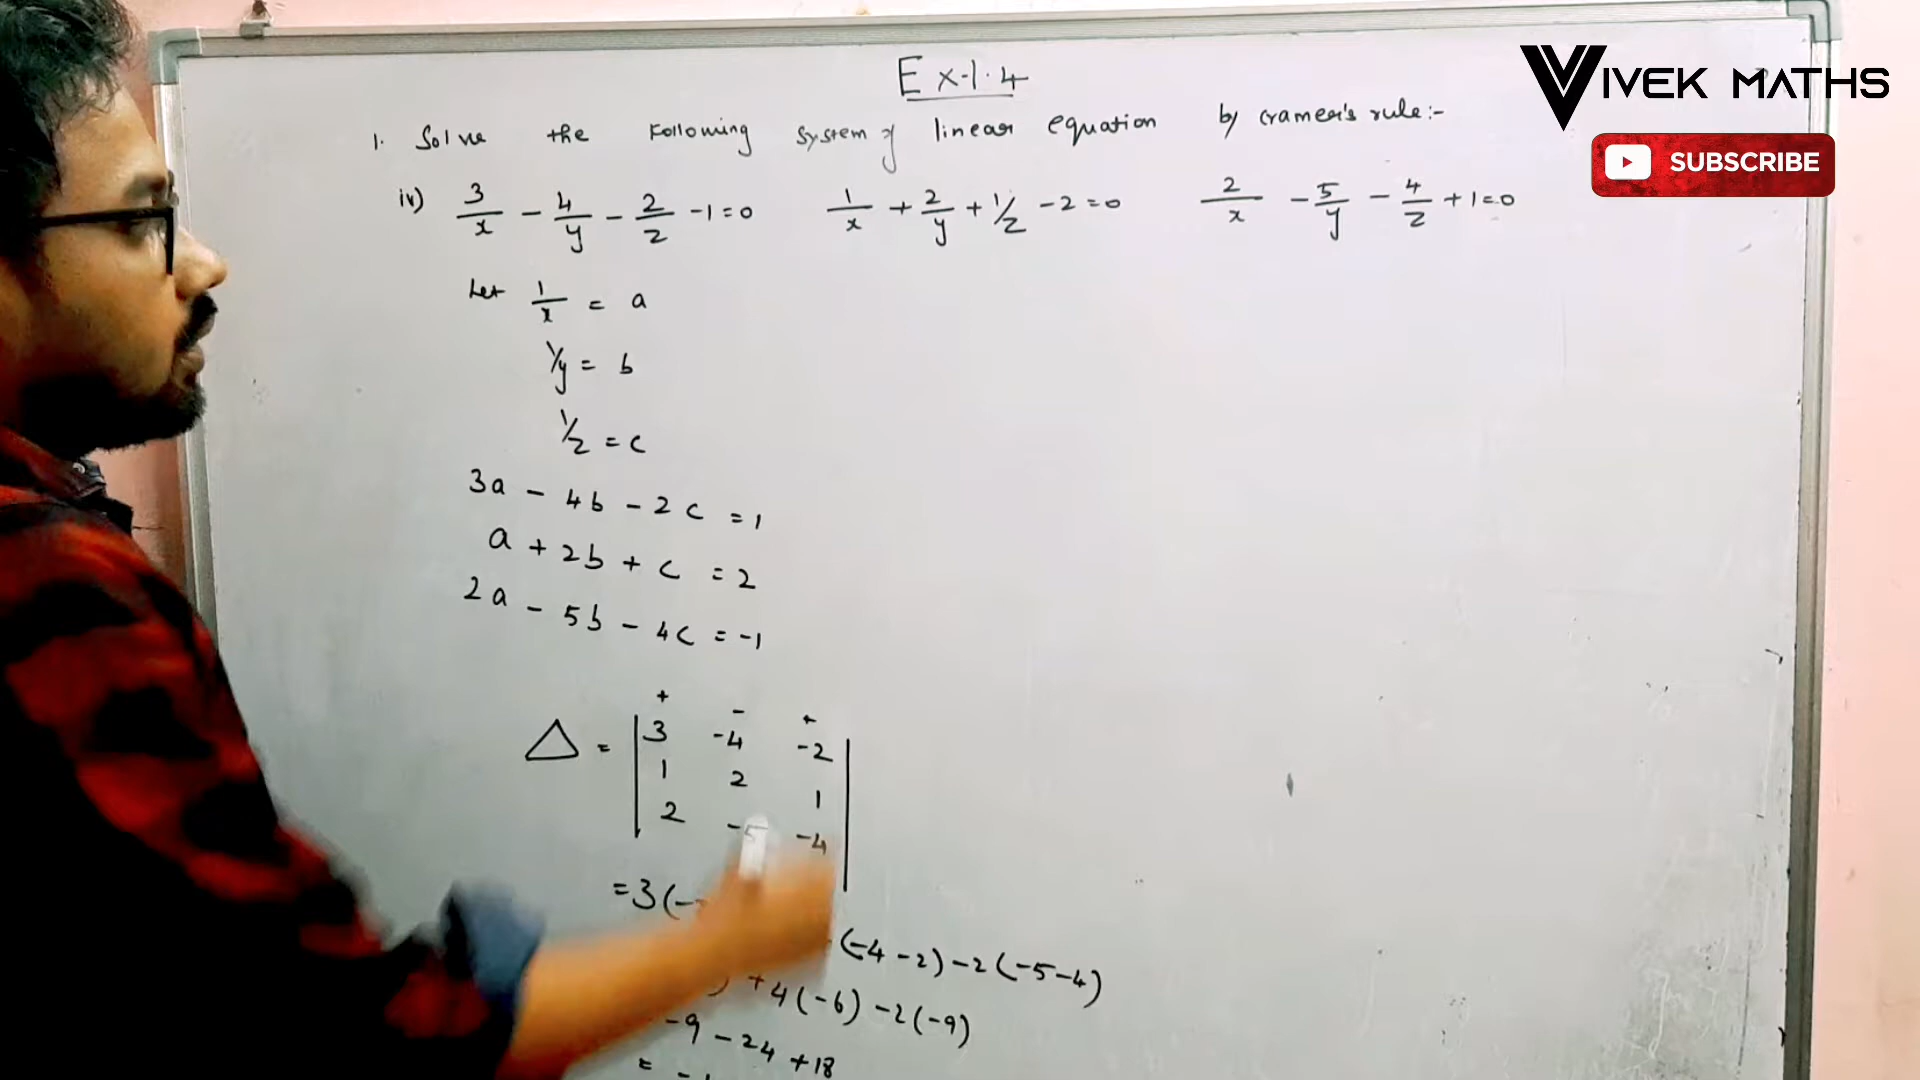 Ex-1.4
VIVEK MATHS
1. Solve the Following System of linear equation by cramer's rule:-
SUBSCRIBE
iv) 3/x - 4/y - 2/z - 1 = 0 1/x + 2/y + 1/z - 2 = 0 2/x - 5/y - 4/z + 1 = 0
Let 1/x = a
1/y = b
1/z = c
3a - 4b - 2c = 1
a + 2b + c = 2
2a - 5b - 4c = -1
+ - +
△ = | 3 -4 -2 |
1 2 1
2 -5 -4
= 3(-
(-4 - 2) - 2(-5 - 4)
) + 4(-6) - 2(-9)
-9 - 24 + 18
= -1